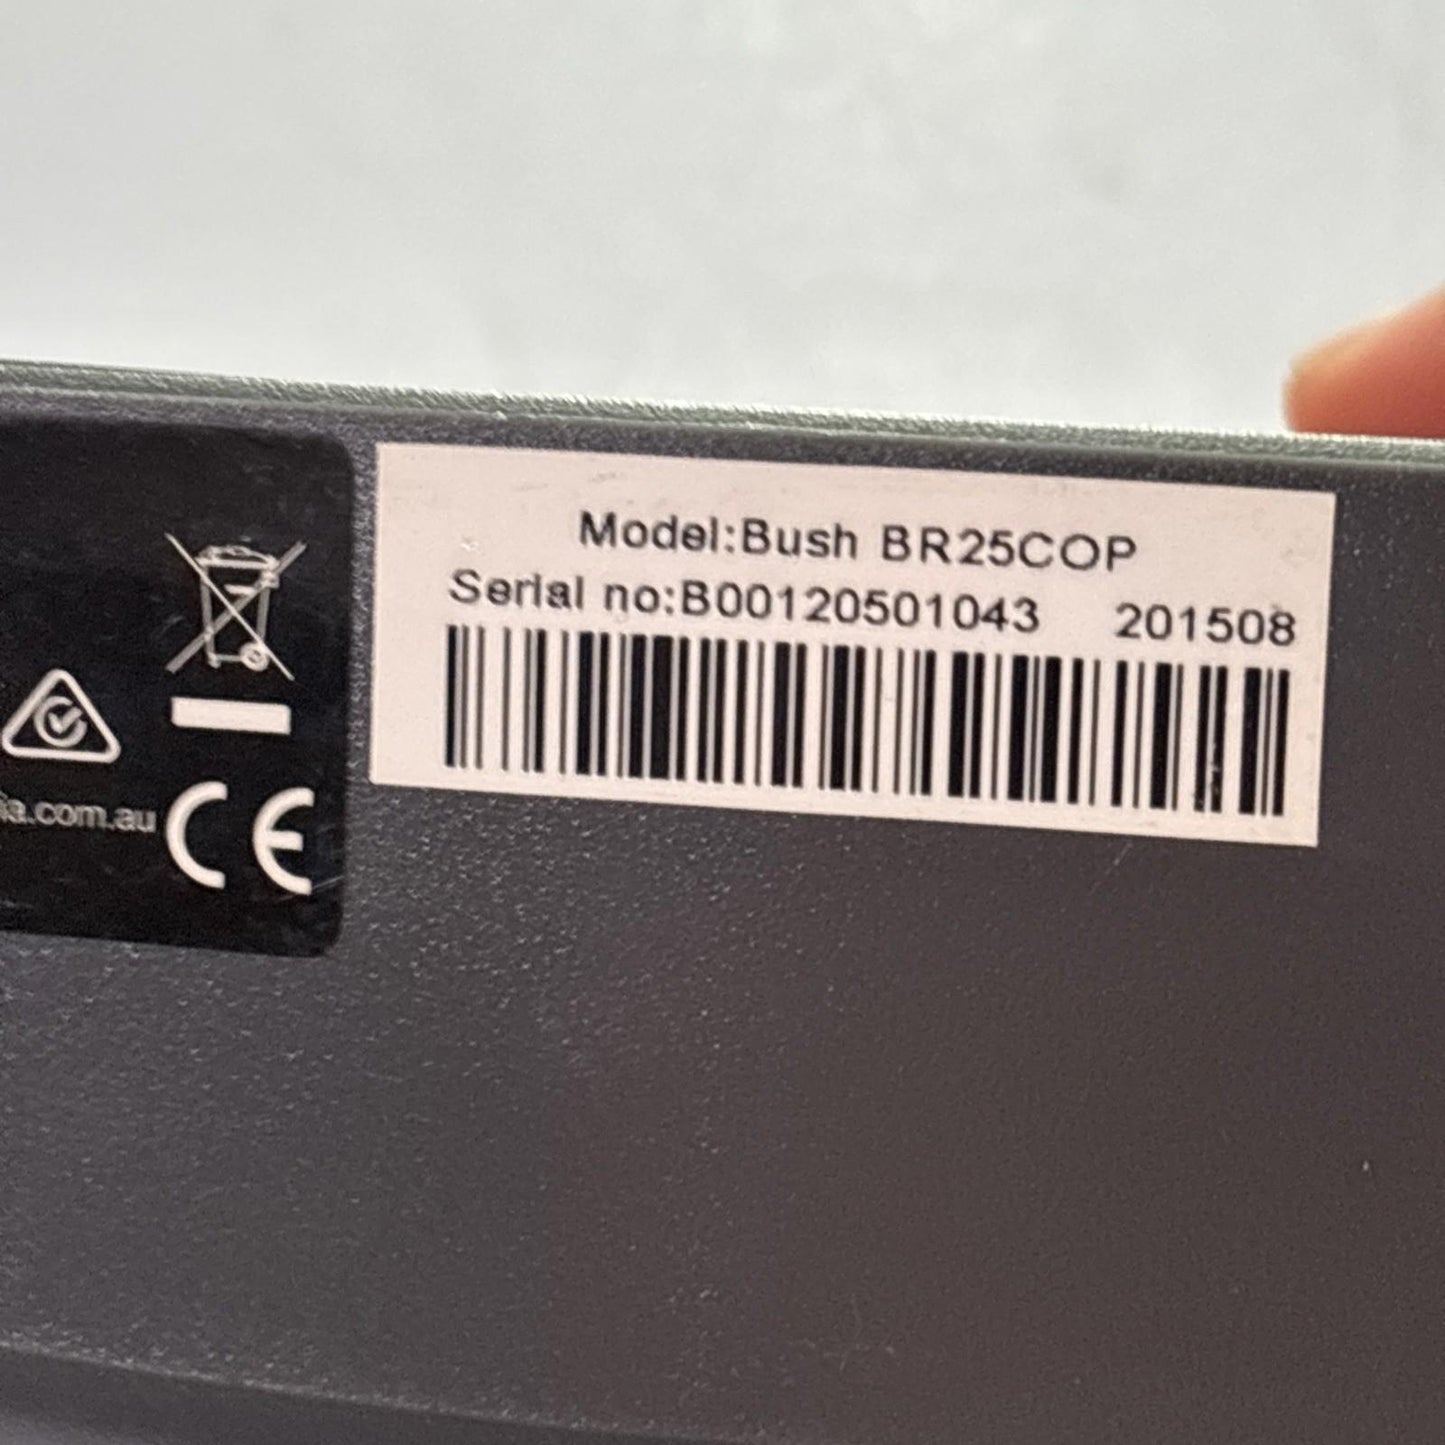 Model:Bush BR25COP
Serial no:B00120501043 201508
ia.com.au
CE